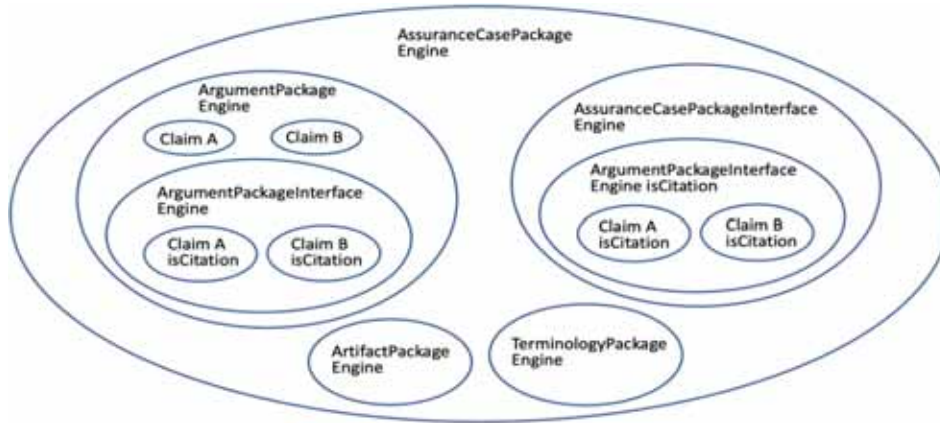 AssuranceCasePackage
Engine
ArgumentPackage
Engine
Claim A
Claim B
ArgumentPackageInterface
Engine
Claim A
isCitation
Claim B
isCitation
AssuranceCasePackageInterface
Engine
ArgumentPackageInterface
Engine isCitation
Claim A
isCitation
Claim B
isCitation
ArtifactPackage
Engine
TerminologyPackage
Engine